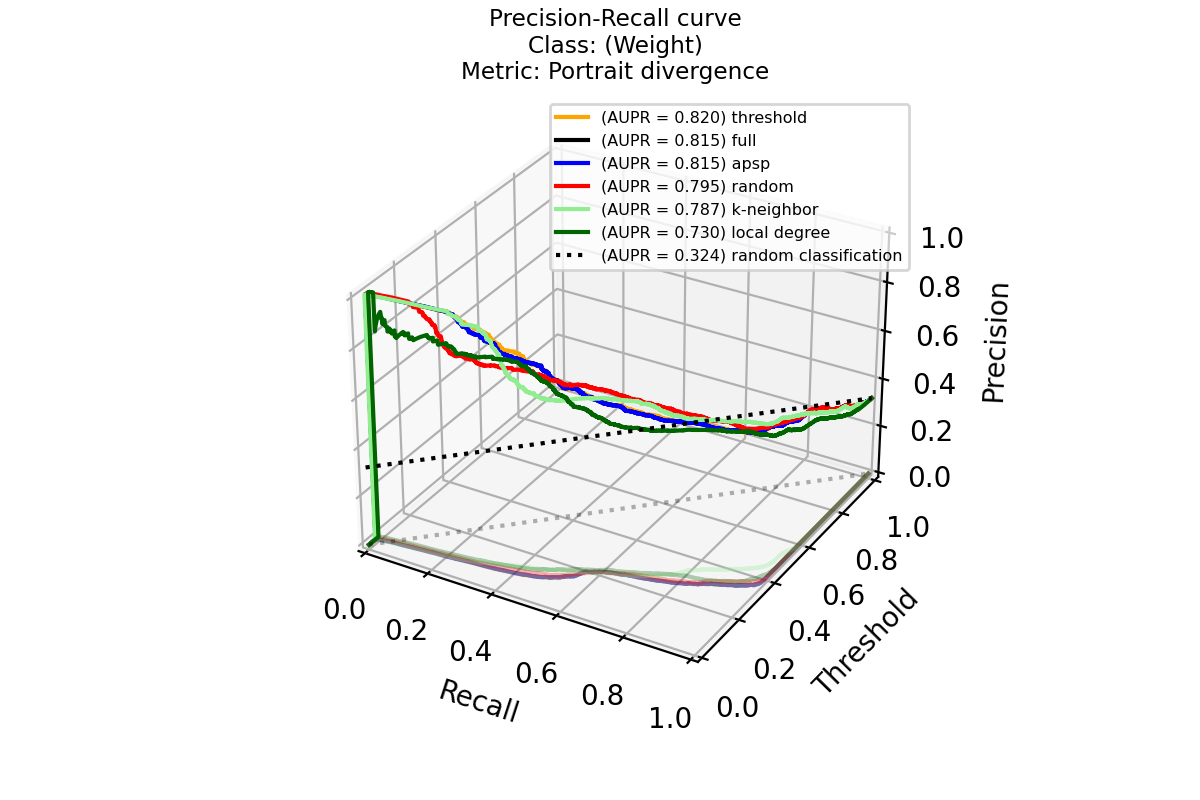 Precision-Recall curve
Class: (Weight)
Metric: Portrait divergence
(AUPR = 0.820) threshold
(AUPR = 0.815) full
(AUPR = 0.815) apsp
(AUPR = 0.795) random
(AUPR = 0.787) k-neighbor
(AUPR = 0.730) local degree
(AUPR = 0.324) random classification
1.0
0.8
0.6
0.4
0.2
0.0
Precision
1.0
0.8
0.6
0.4
0.2
0.0
Threshold
0.0
0.2
0.4
0.6
0.8
1.0
Recall